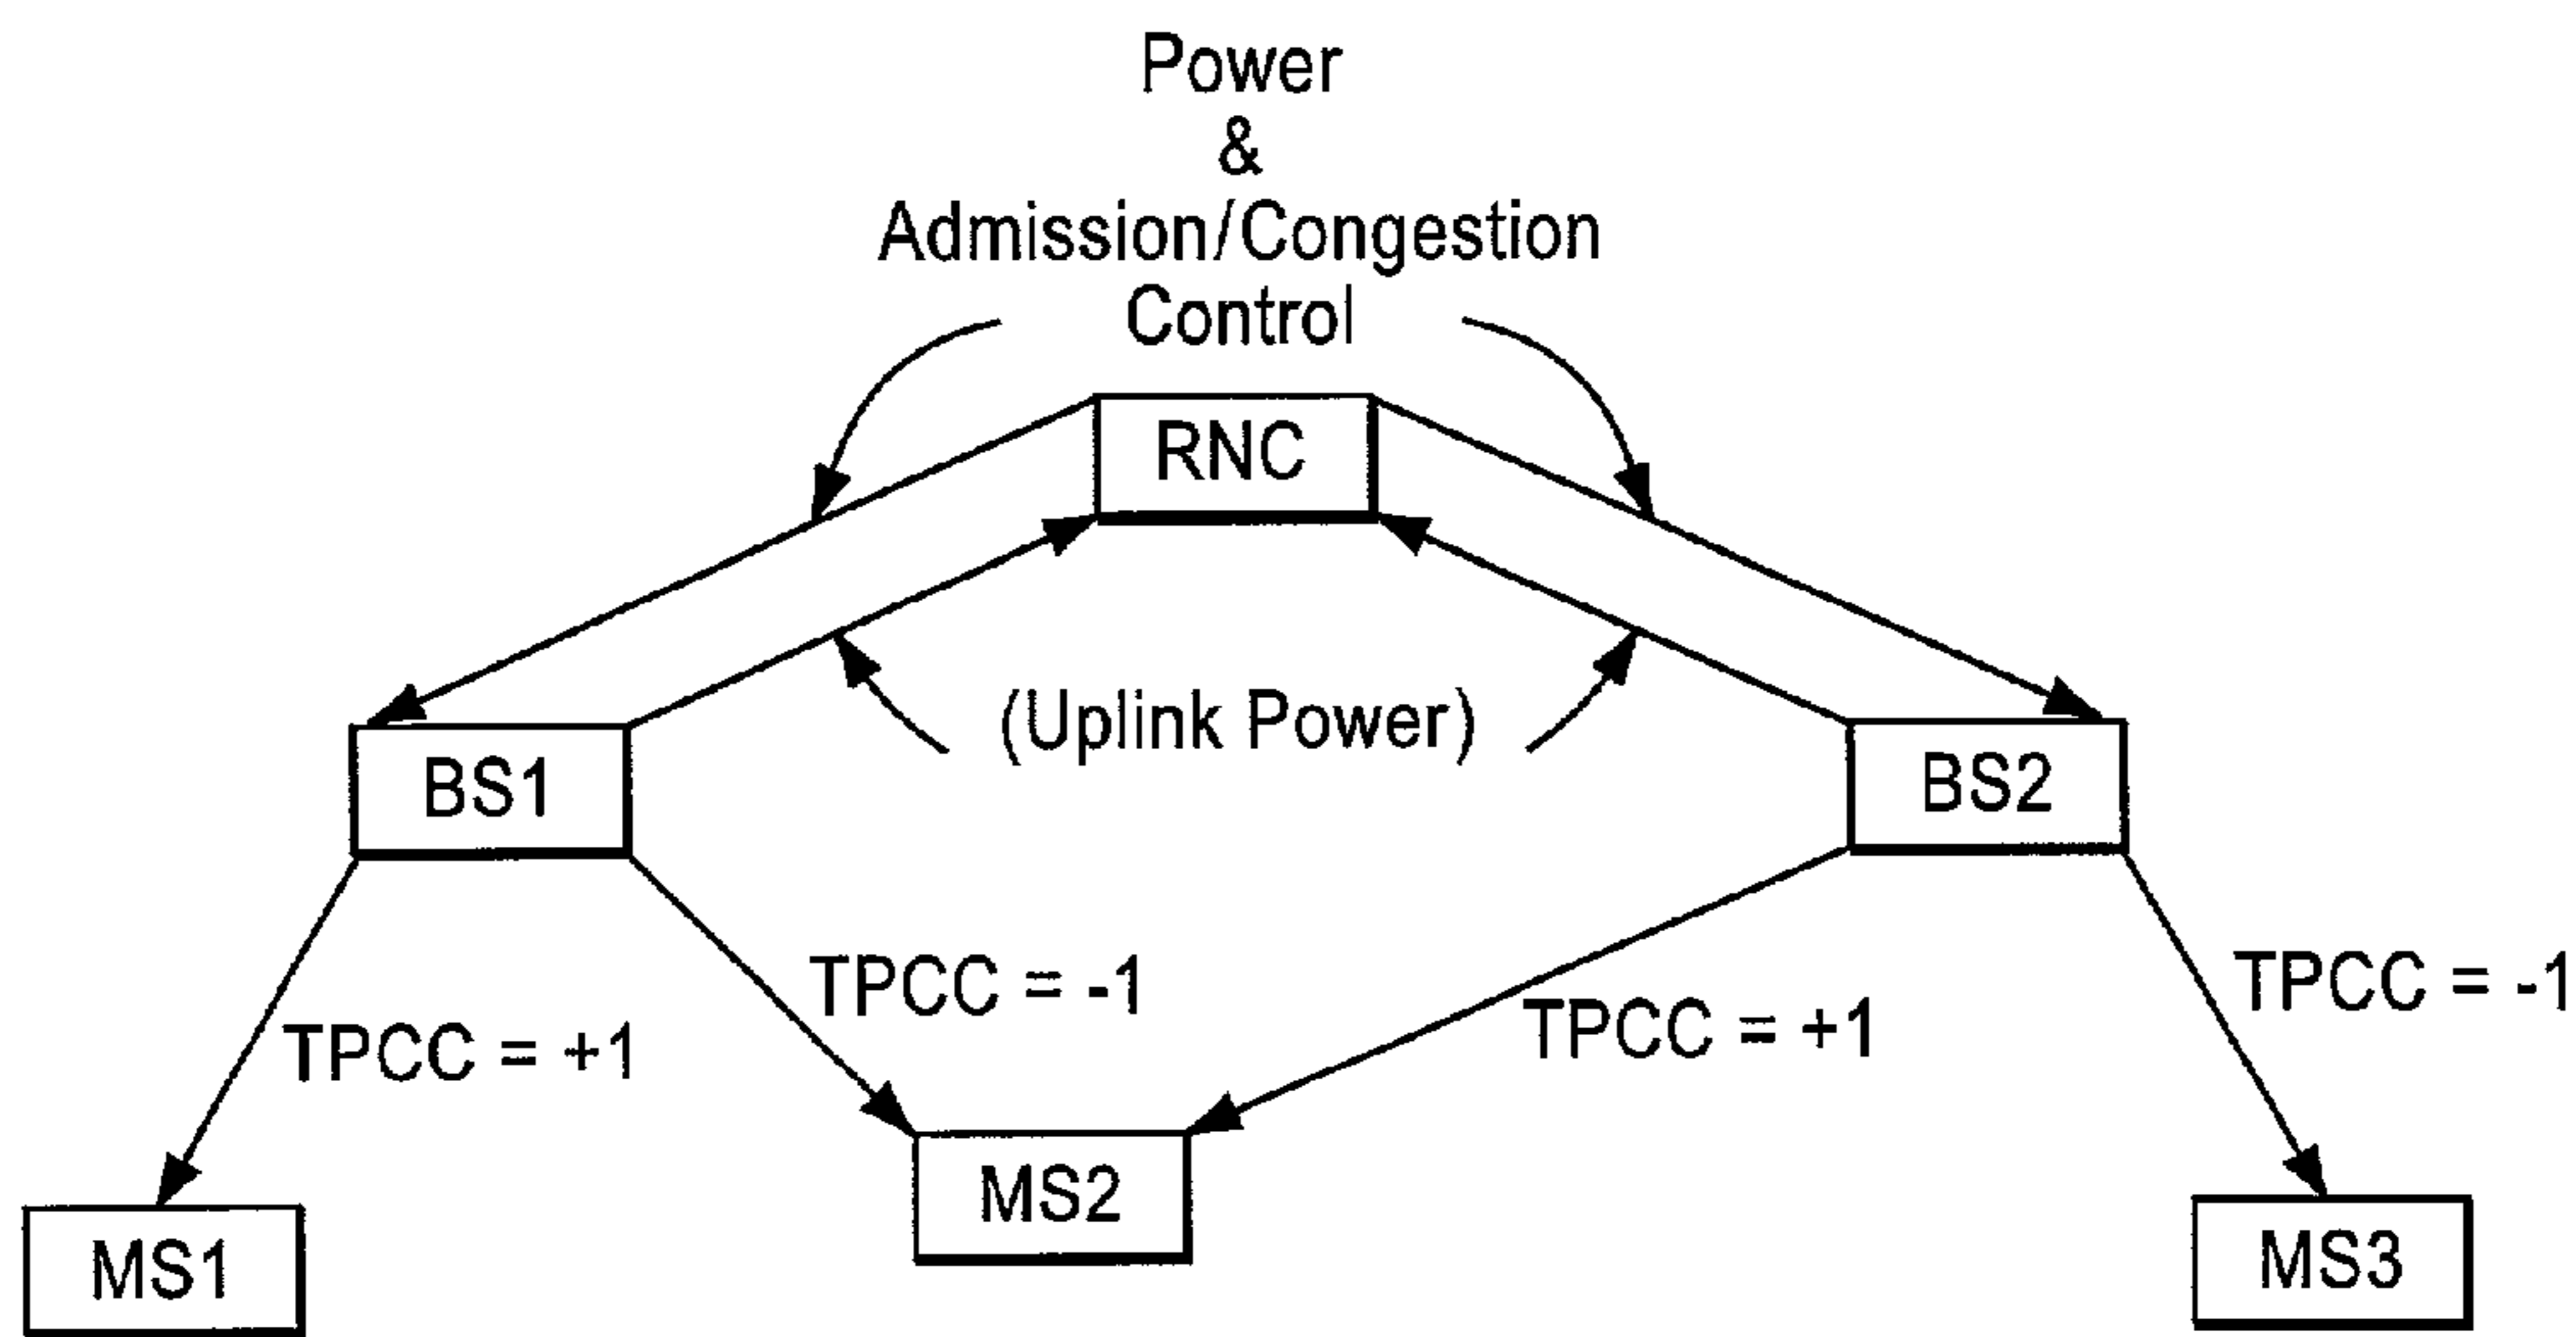 Power
&
Admission/Congestion
Control
RNC
(Uplink Power)
BS1
BS2
TPCC = -1
TPCC = -1
TPCC = +1
TPCC = +1
MS2
MS1
MS3